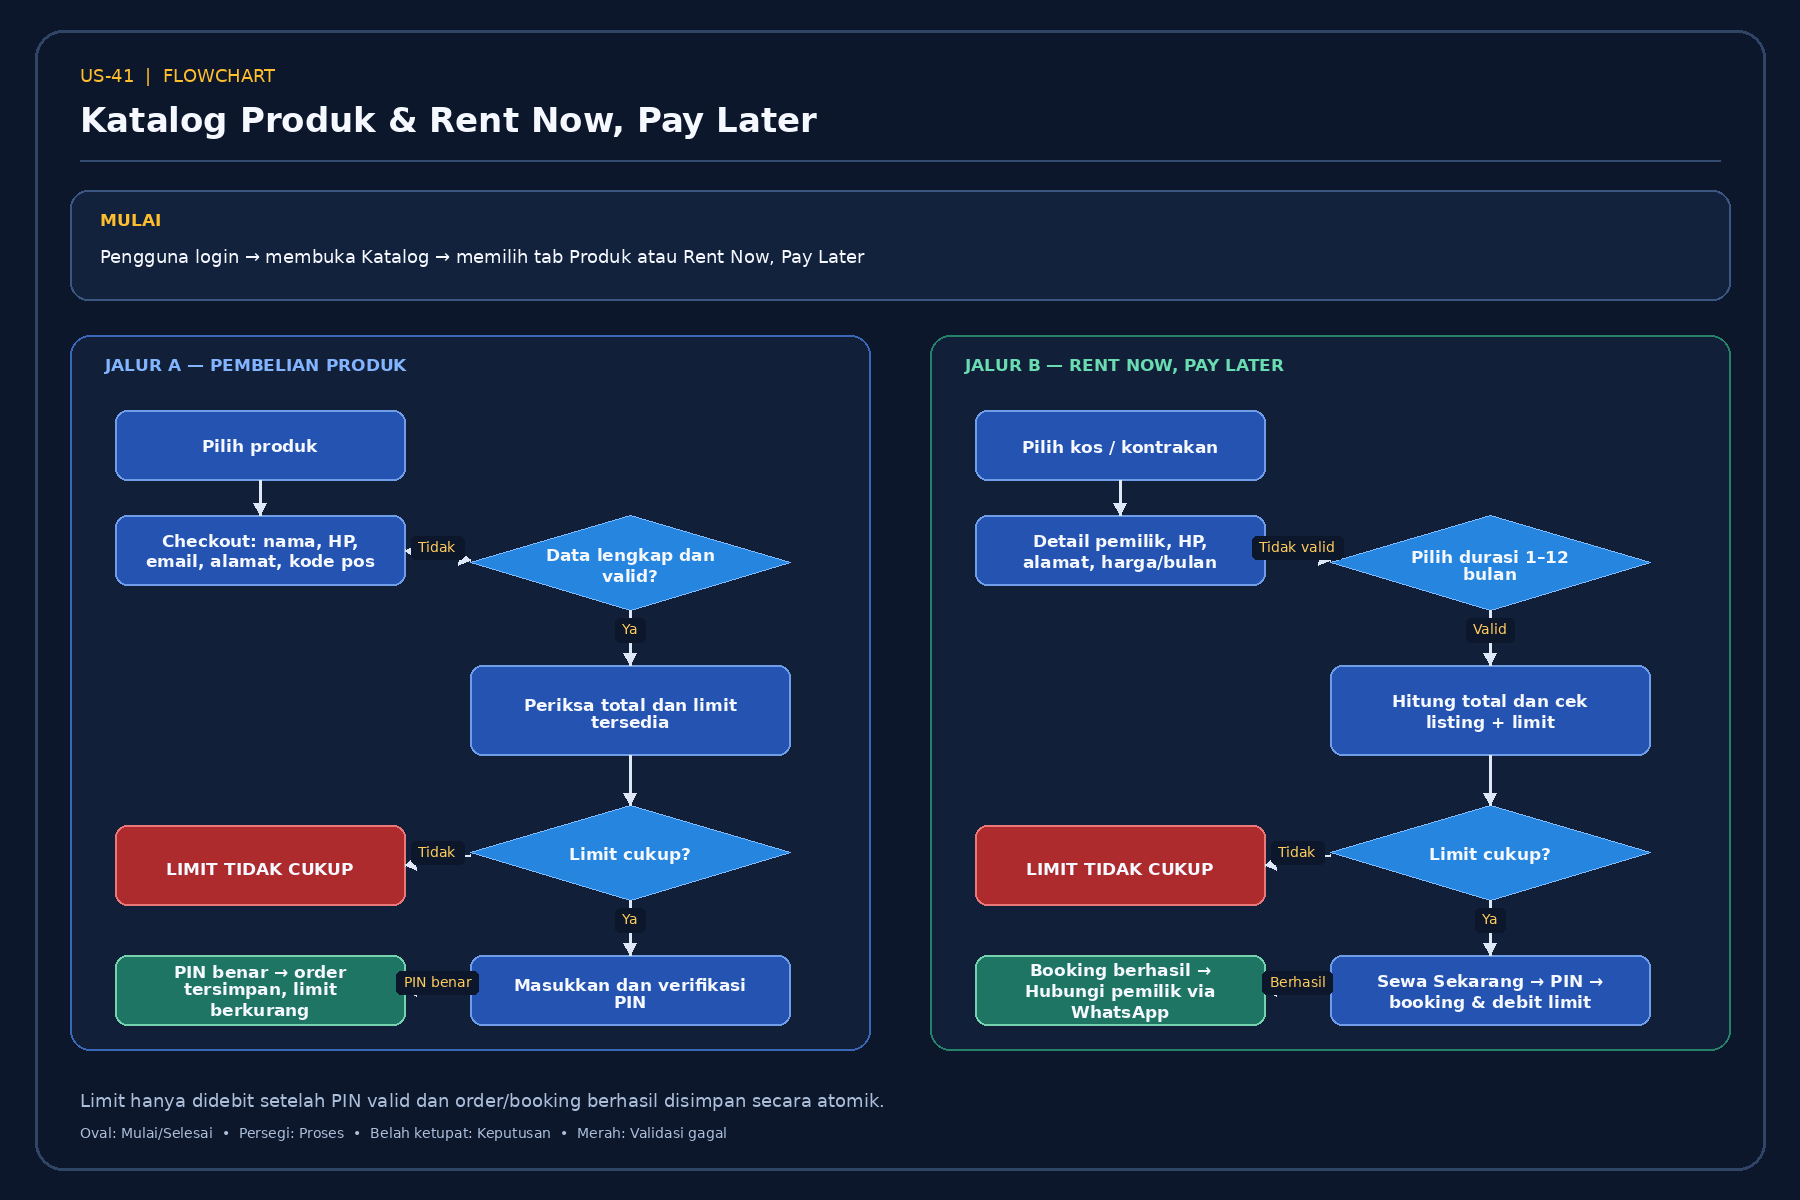 US-41 | FLOWCHART
Katalog Produk & Rent Now, Pay Later
MULAI
Pengguna login → membuka Katalog → memilih tab Produk atau Rent Now, Pay Later
JALUR A — PEMBELIAN PRODUK
Pilih produk
Checkout: nama, HP,
email, alamat, kode pos
Tidak
Data lengkap dan
valid?
Ya
Periksa total dan limit
tersedia
LIMIT TIDAK CUKUP
Tidak
Limit cukup?
Ya
PIN benar → order
tersimpan, limit
berkurang
PIN benar
Masukkan dan verifikasi
PIN
JALUR B — RENT NOW, PAY LATER
Pilih kos / kontrakan
Detail pemilik, HP,
alamat, harga/bulan
Tidak valid
Pilih durasi 1–12
bulan
Valid
Hitung total dan cek
listing + limit
LIMIT TIDAK CUKUP
Tidak
Limit cukup?
Ya
Booking berhasil →
Hubungi pemilik via
WhatsApp
Berhasil
Sewa Sekarang → PIN →
booking & debit limit
Limit hanya didebit setelah PIN valid dan order/booking berhasil disimpan secara atomik.
Oval: Mulai/Selesai • Persegi: Proses • Belah ketupat: Keputusan • Merah: Validasi gagal